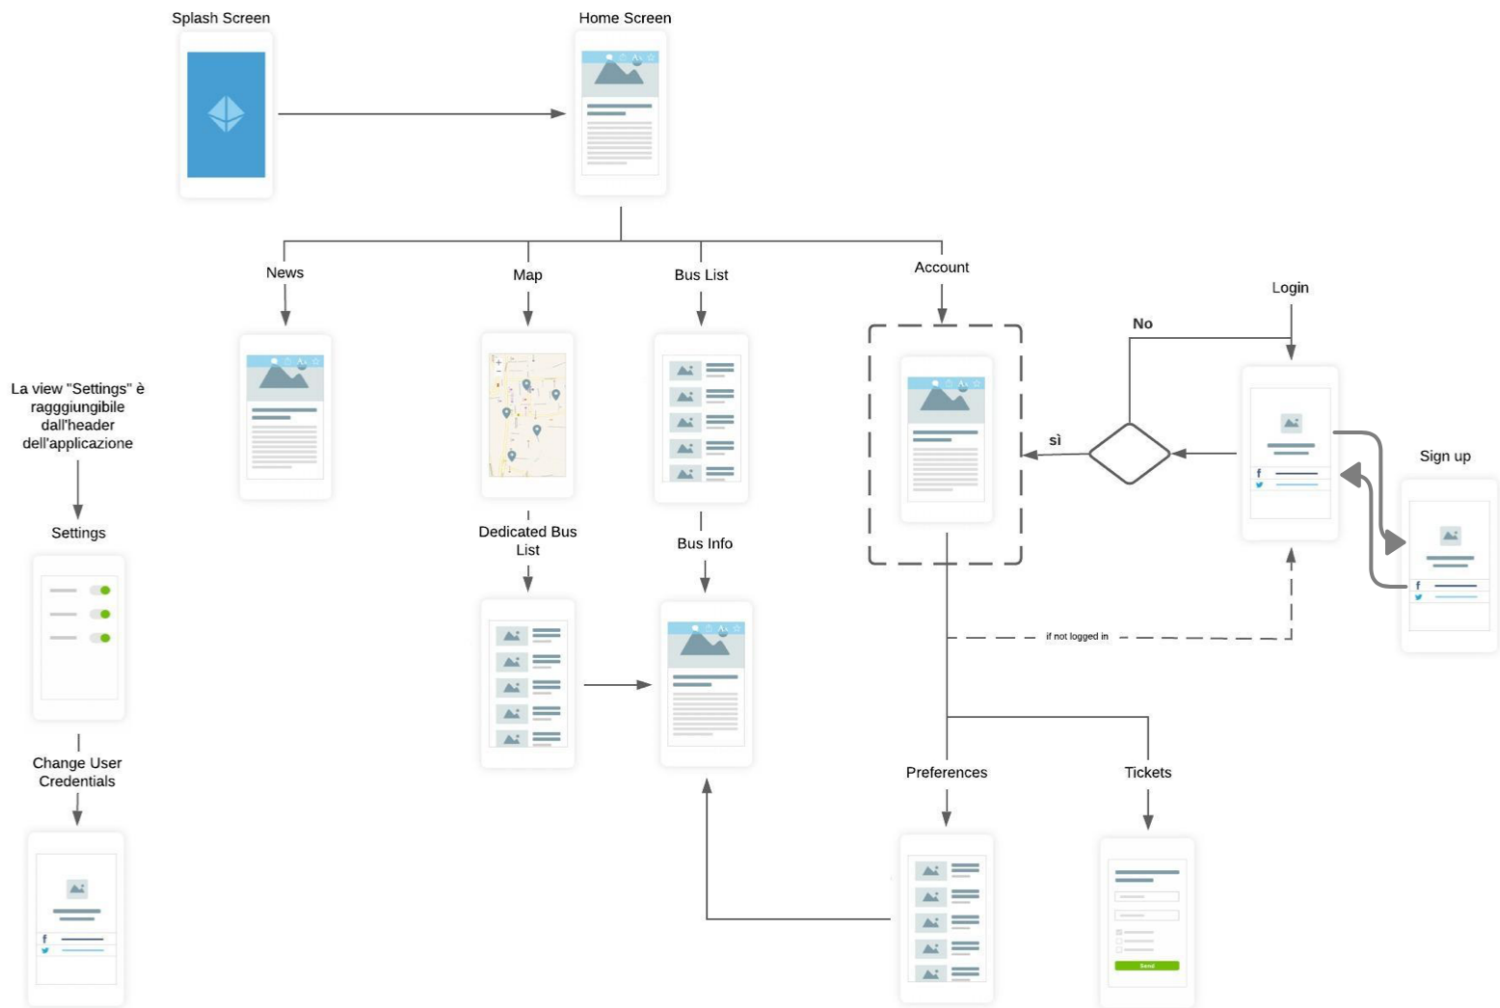 Splash Screen
Home Screen
News
Map
Bus List
Account
Login
No
La view "Settings" è
ragggiungibile
dall'header
dell'applicazione
sì
Sign up
Settings
Dedicated Bus
List
Bus Info
if not logged in
Change User
Credentials
Preferences
Tickets
Send